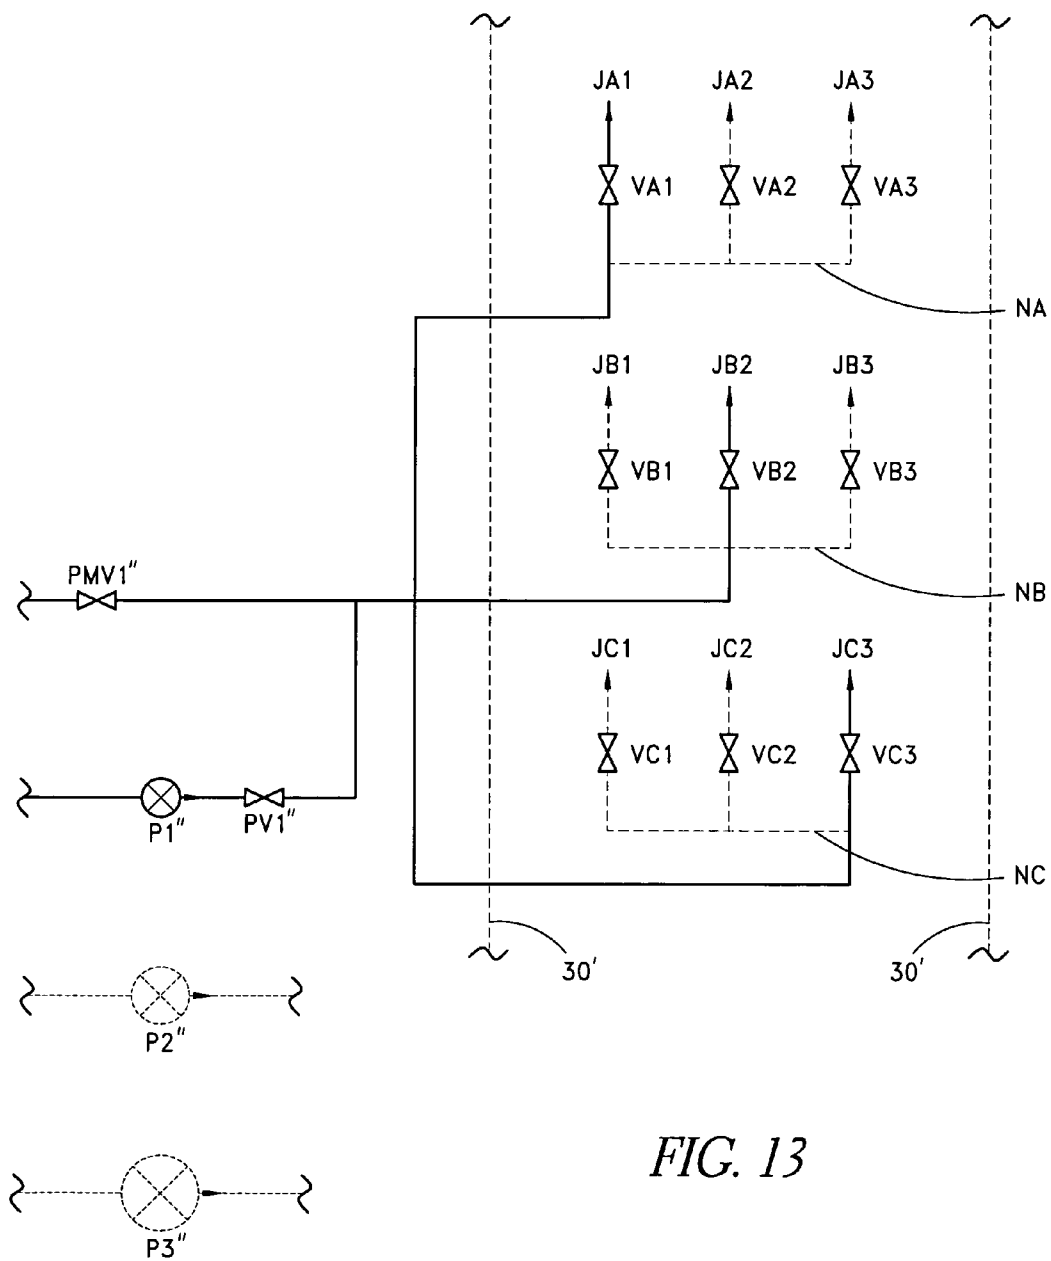 JA1 JA2 JA3
VA1 VA2 VA3
NA
JB1 JB2 JB3
VB1 VB2 VB3
PMV1"
NB
JC1 JC2 JC3
VC1 VC2 VC3
P1" PV1"
NC
30' 30'
P2"
FIG. 13
P3"